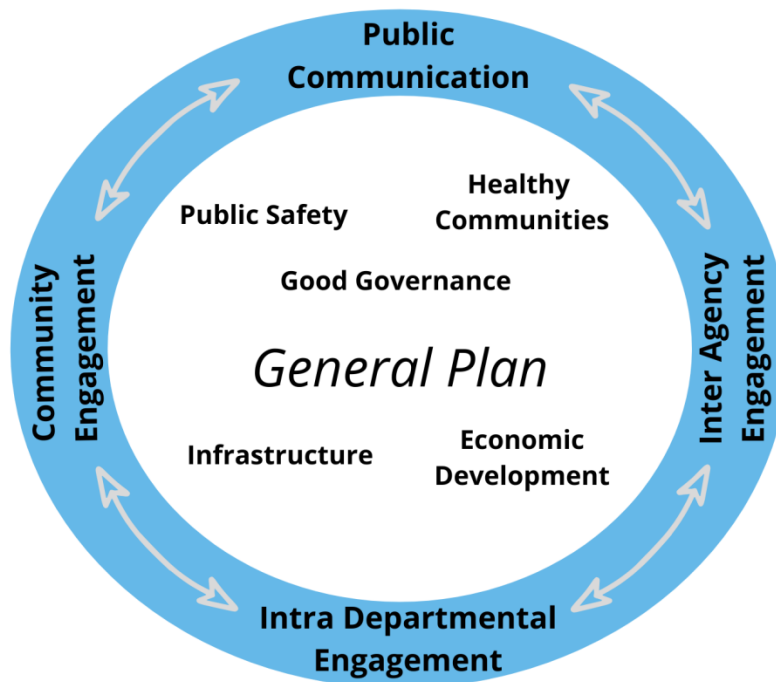 Public
Communication
Healthy
Communities
Public Safety
Good Governance
Community
Engagement
Inter Agency
Engagement
General Plan
Infrastructure
Economic
Development
Intra Departmental
Engagement